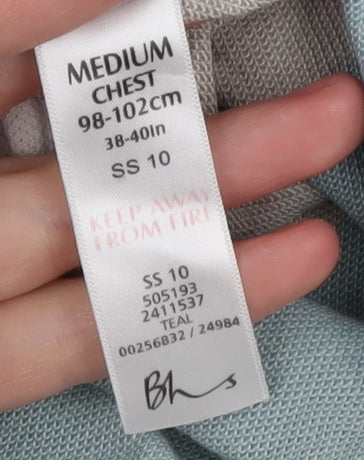 MEDIUM
CHEST
98-102cm
38-40in
SS 10
KEEP AWAY
FROM FIRE
SS 10
505193
2411537
TEAL
00256832 / 24984
Bhs